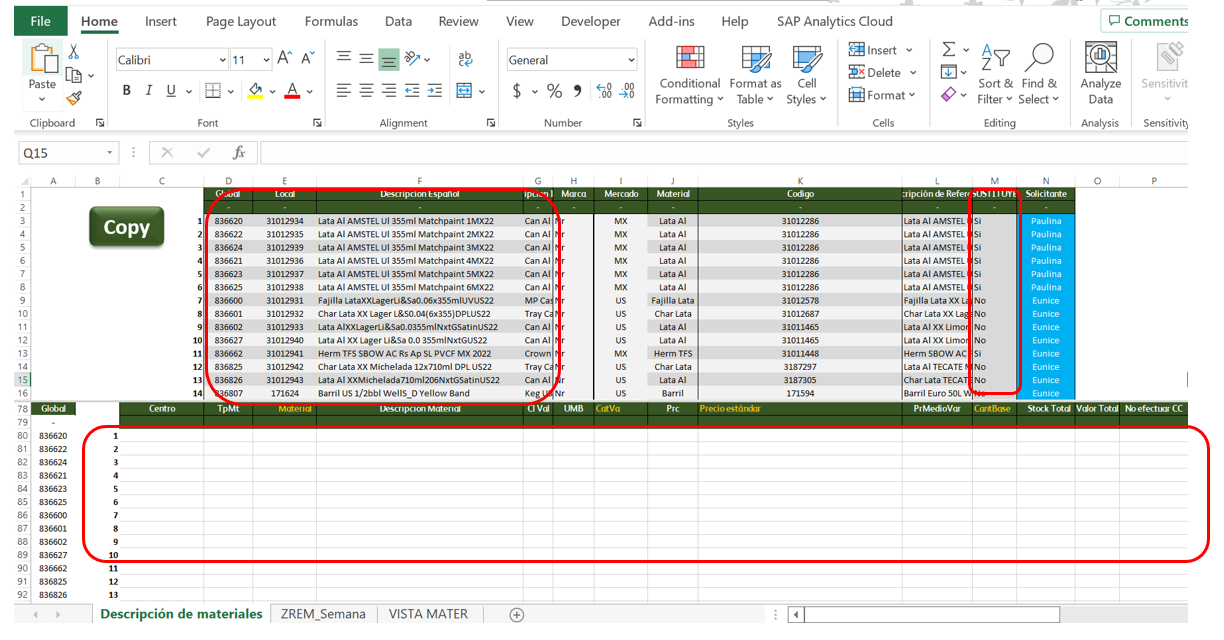 File Home Insert Page Layout Formulas Data Review View Developer Add-ins Help SAP Analytics Cloud Comments
Calibri 11 A A ab General Insert
Paste Conditional Format as Cell Delete Sort & Find & Analyze Sensitivit
B I U A $ % Formatting Table Styles Format Filter Select Data
Clipboard Font Alignment Number Styles Cells Editing Analysis Sensitivity
Q15 fx
A B C D E F G H I J K L M N O P
1 Global Local Descripcion Español ipcion I Marca Mercado Material Codigo cripción de Refere SUSTITUYE Solicitante
2 - - - - - - - - - - -
3 1 836620 31012934 Lata Al AMSTEL Ul 355ml Matchpaint 1MX22 Can Al Nr MX Lata Al 31012286 Lata Al AMSTEL Si Paulina
4 2 836622 31012935 Lata Al AMSTEL Ul 355ml Matchpaint 2MX22 Can Al Nr MX Lata Al 31012286 Lata Al AMSTEL Si Paulina
5 3 836624 31012939 Lata Al AMSTEL Ul 355ml Matchpaint 3MX22 Can Al Nr MX Lata Al 31012286 Lata Al AMSTEL Si Paulina
6 4 836621 31012936 Lata Al AMSTEL Ul 355ml Matchpaint 4MX22 Can Al Nr MX Lata Al 31012286 Lata Al AMSTEL Si Paulina
7 5 836623 31012937 Lata Al AMSTEL Ul 355ml Matchpaint 5MX22 Can Al Nr MX Lata Al 31012286 Lata Al AMSTEL Si Paulina
8 6 836625 31012938 Lata Al AMSTEL Ul 355ml Matchpaint 6MX22 Can Al Nr MX Lata Al 31012286 Lata Al AMSTEL Si Paulina
9 7 836600 31012931 Fajilla LataXXLagerLi&Sa0.06(6x355)mlUVUS22 MP Cas Nr US Fajilla Lata 31012578 Fajilla Lata XX La No Eunice
10 8 836601 31012932 Char Lata XX Lager L&S0.04(6x355)DPLUS22 Tray Ca Nr US Char Lata 31012687 Char Lata XX Lag No Eunice
11 9 836602 31012933 Lata AlXXLagerLi&Sa0.0355mlNxtGSatinUS22 Can Al Nr US Lata Al 31011465 Lata Al XX Limor No Eunice
12 10 836627 31012940 Lata Al XX Lager Li&Sa 0.0 355mlNxtGUS22 Can Al Nr US Lata Al 31011465 Lata Al XX Limor No Eunice
13 11 836662 31012941 Herm TFS SBOW AC Rs Ap SL PVCF MX 2022 Crown Nr MX Herm TFS 31011448 Herm SBOW AC Si Eunice
14 12 836825 31012942 Char Lata XX Michelada 12x710ml DPL US22 Tray Ca Nr US Char Lata 3187297 Lata Al TECATE M No Eunice
15 13 836826 31012943 Lata Al XXMichelada710ml206NxtGSatinUS22 Can Al Nr US Lata Al 3187305 Char Lata TECATE No Eunice
16 14 836807 171624 Barril US 1/2bbl WellS_D Yellow Band Keg US Nr US Barril 171594 Barril Euro 50L W No Eunice
Copy
78 Global Centro TpMt Material Descripcion Material Cl Val UMB CatVa Prc Precio estándar PrMedioVar CantBase Stock Total Valor Total No efectuar CC
79 -
80 836620 1
81 836622 2
82 836624 3
83 836621 4
84 836623 5
85 836625 6
86 836600 7
87 836601 8
88 836602 9
89 836627 10
90 836662 11
91 836825 12
92 836826 13
Descripción de materiales ZREM_Semana VISTA MATER